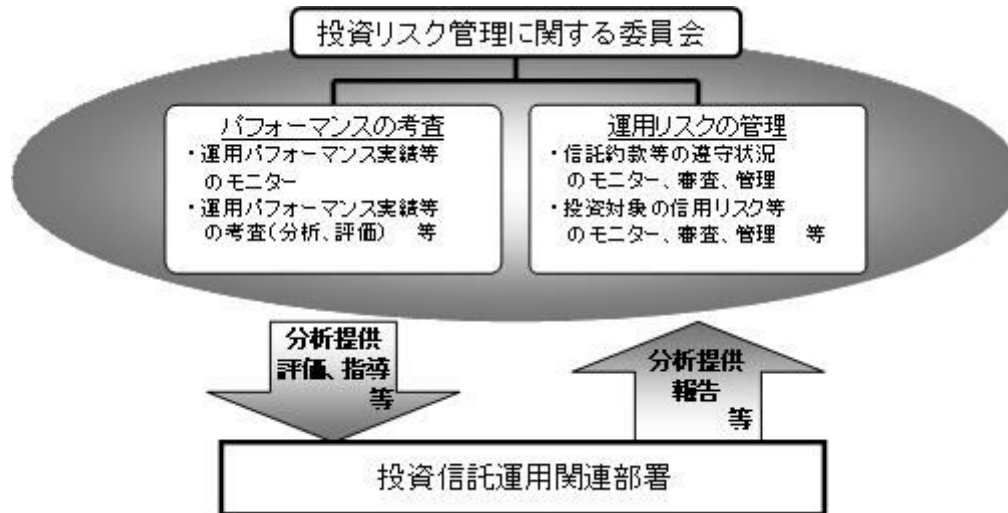 投資リスク管理に関する委員会
パフォーマンスの考査
・運用パフォーマンス実績等
のモニター
・運用パフォーマンス実績等
の考査(分析、評価) 等
運用リスクの管理
・信託約款等の遵守状況
のモニター、審査、管理
・投資対象の信用リスク等
のモニター、審査、管理 等
分析提供
評価、指導
等
分析提供
報告
等
投資信託運用関連部署